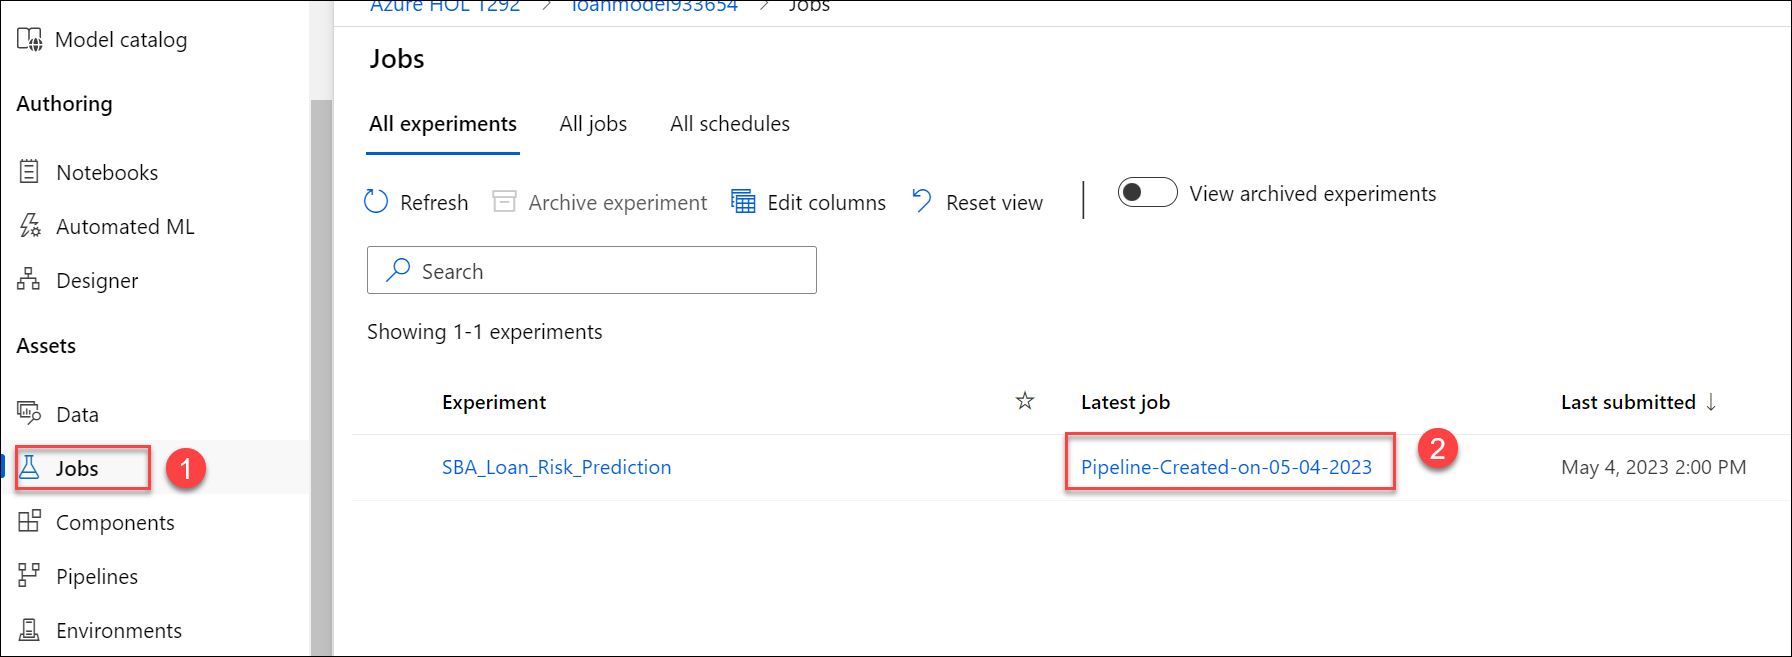 Azure HOL 1292 > loanmodel933654 > Jobs
Model catalog
Authoring
Notebooks
Automated ML
Designer
Assets
Data
Jobs
1
Components
Pipelines
Environments
Jobs
All experiments All jobs All schedules
Refresh Archive experiment Edit columns Reset view View archived experiments
Search
Showing 1-1 experiments
Experiment Latest job Last submitted ↓
SBA_Loan_Risk_Prediction Pipeline-Created-on-05-04-2023 2 May 4, 2023 2:00 PM